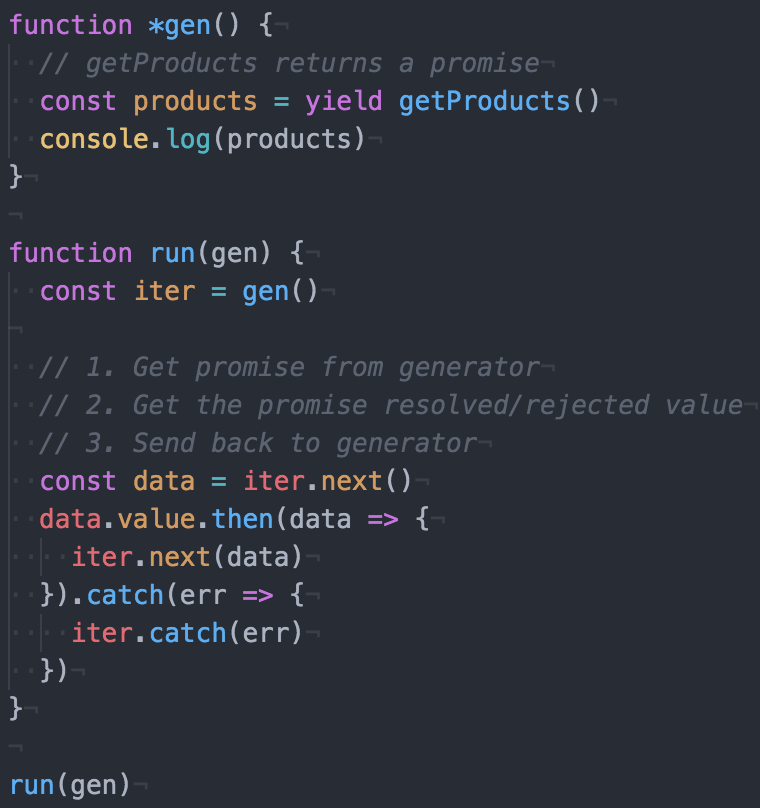 function *gen() {
  // getProducts returns a promise
  const products = yield getProducts()
  console.log(products)
}

function run(gen) {
  const iter = gen()

  // 1. Get promise from generator
  // 2. Get the promise resolved/rejected value
  // 3. Send back to generator
  const data = iter.next()
  data.value.then(data => {
    iter.next(data)
  }).catch(err => {
    iter.catch(err)
  })
}

run(gen)